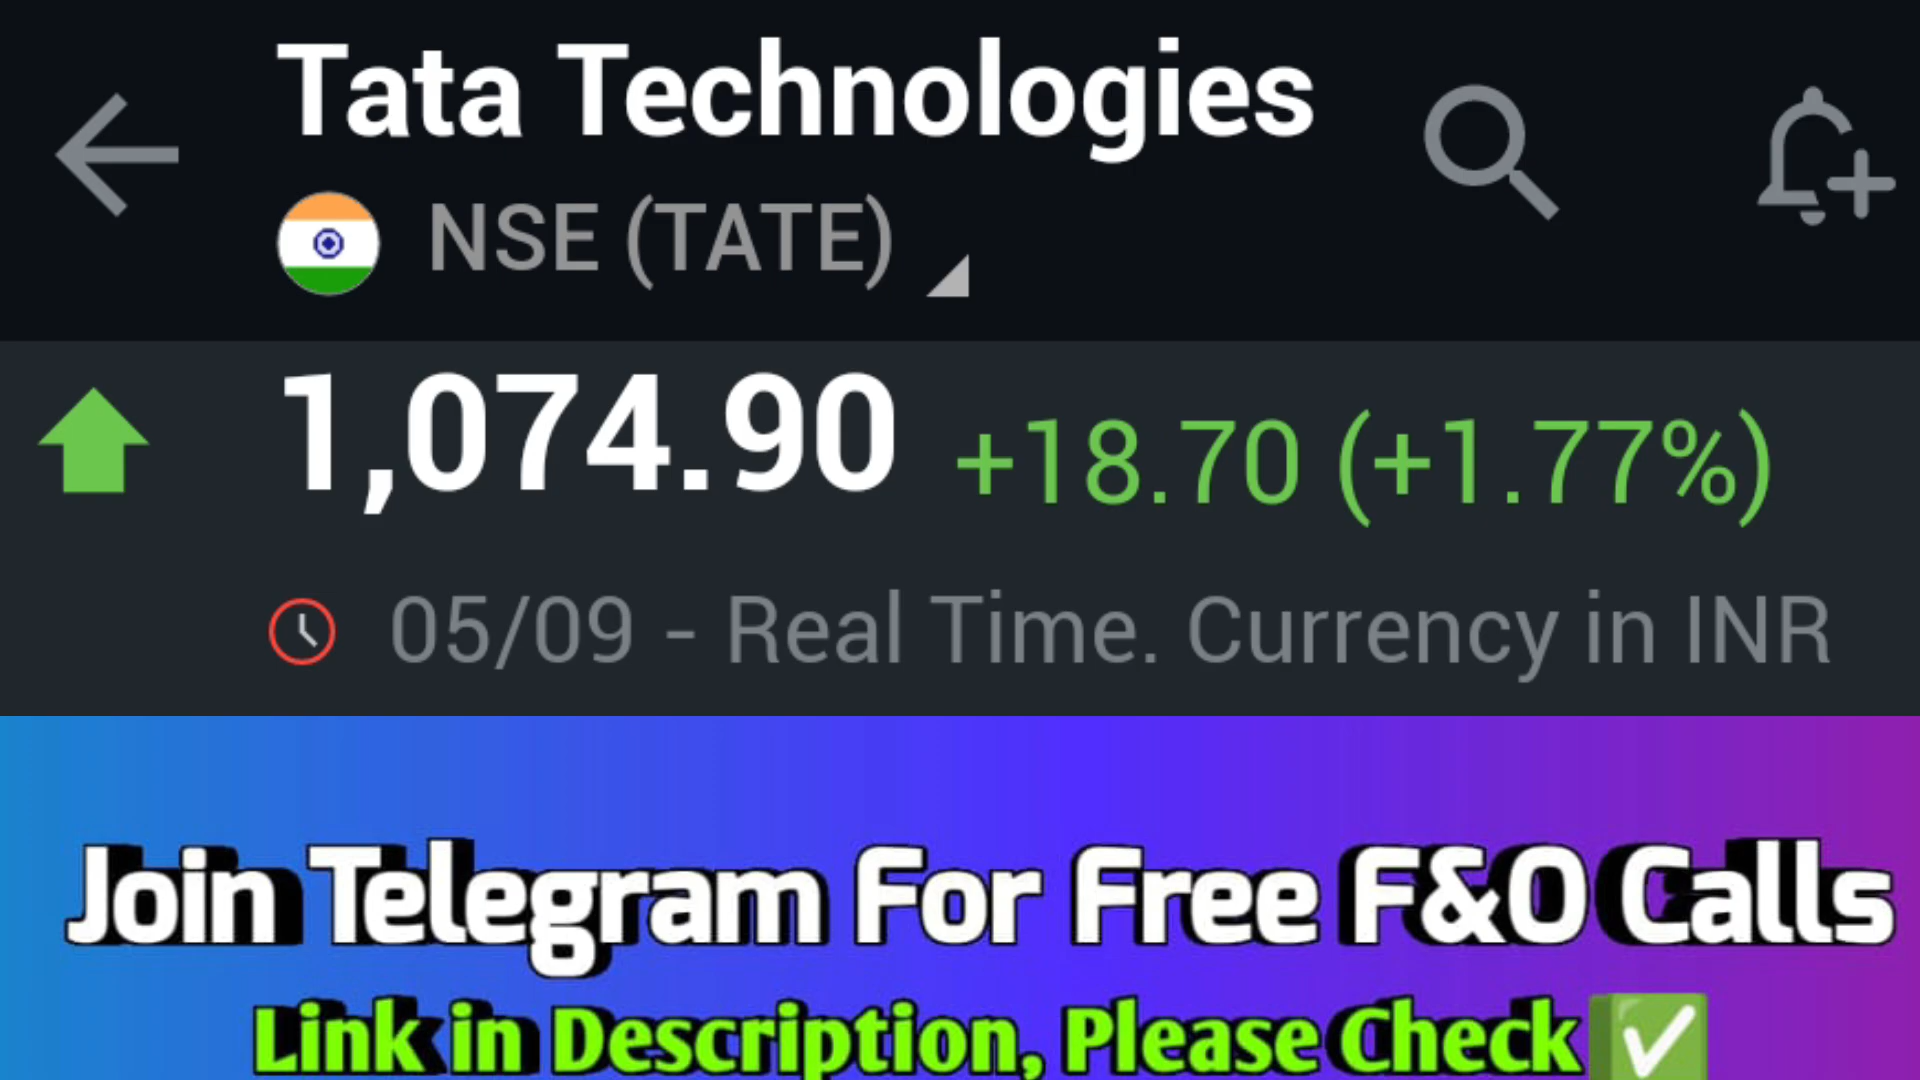 Tata Technologies
NSE (TATE)
1,074.90 +18.70 (+1.77%)
05/09 - Real Time. Currency in INR
Join Telegram For Free F&O Calls
Link in Description, Please Check ✅